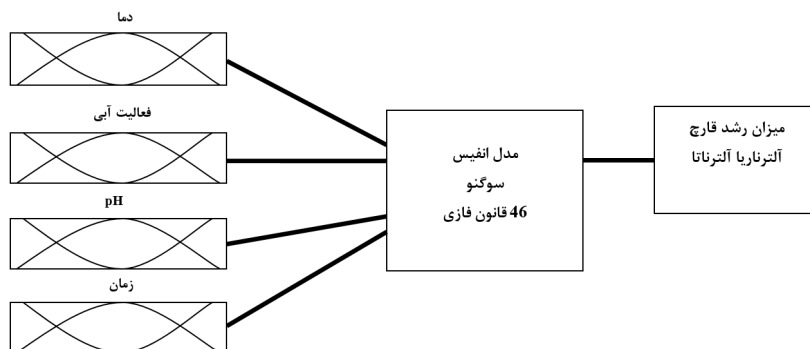 دما
فعالیت آبی
pH
زمان
مدل انفیس
سوگنو
46 قانون فازی
میزان رشد قارچ
آلترناریا آلترناتا